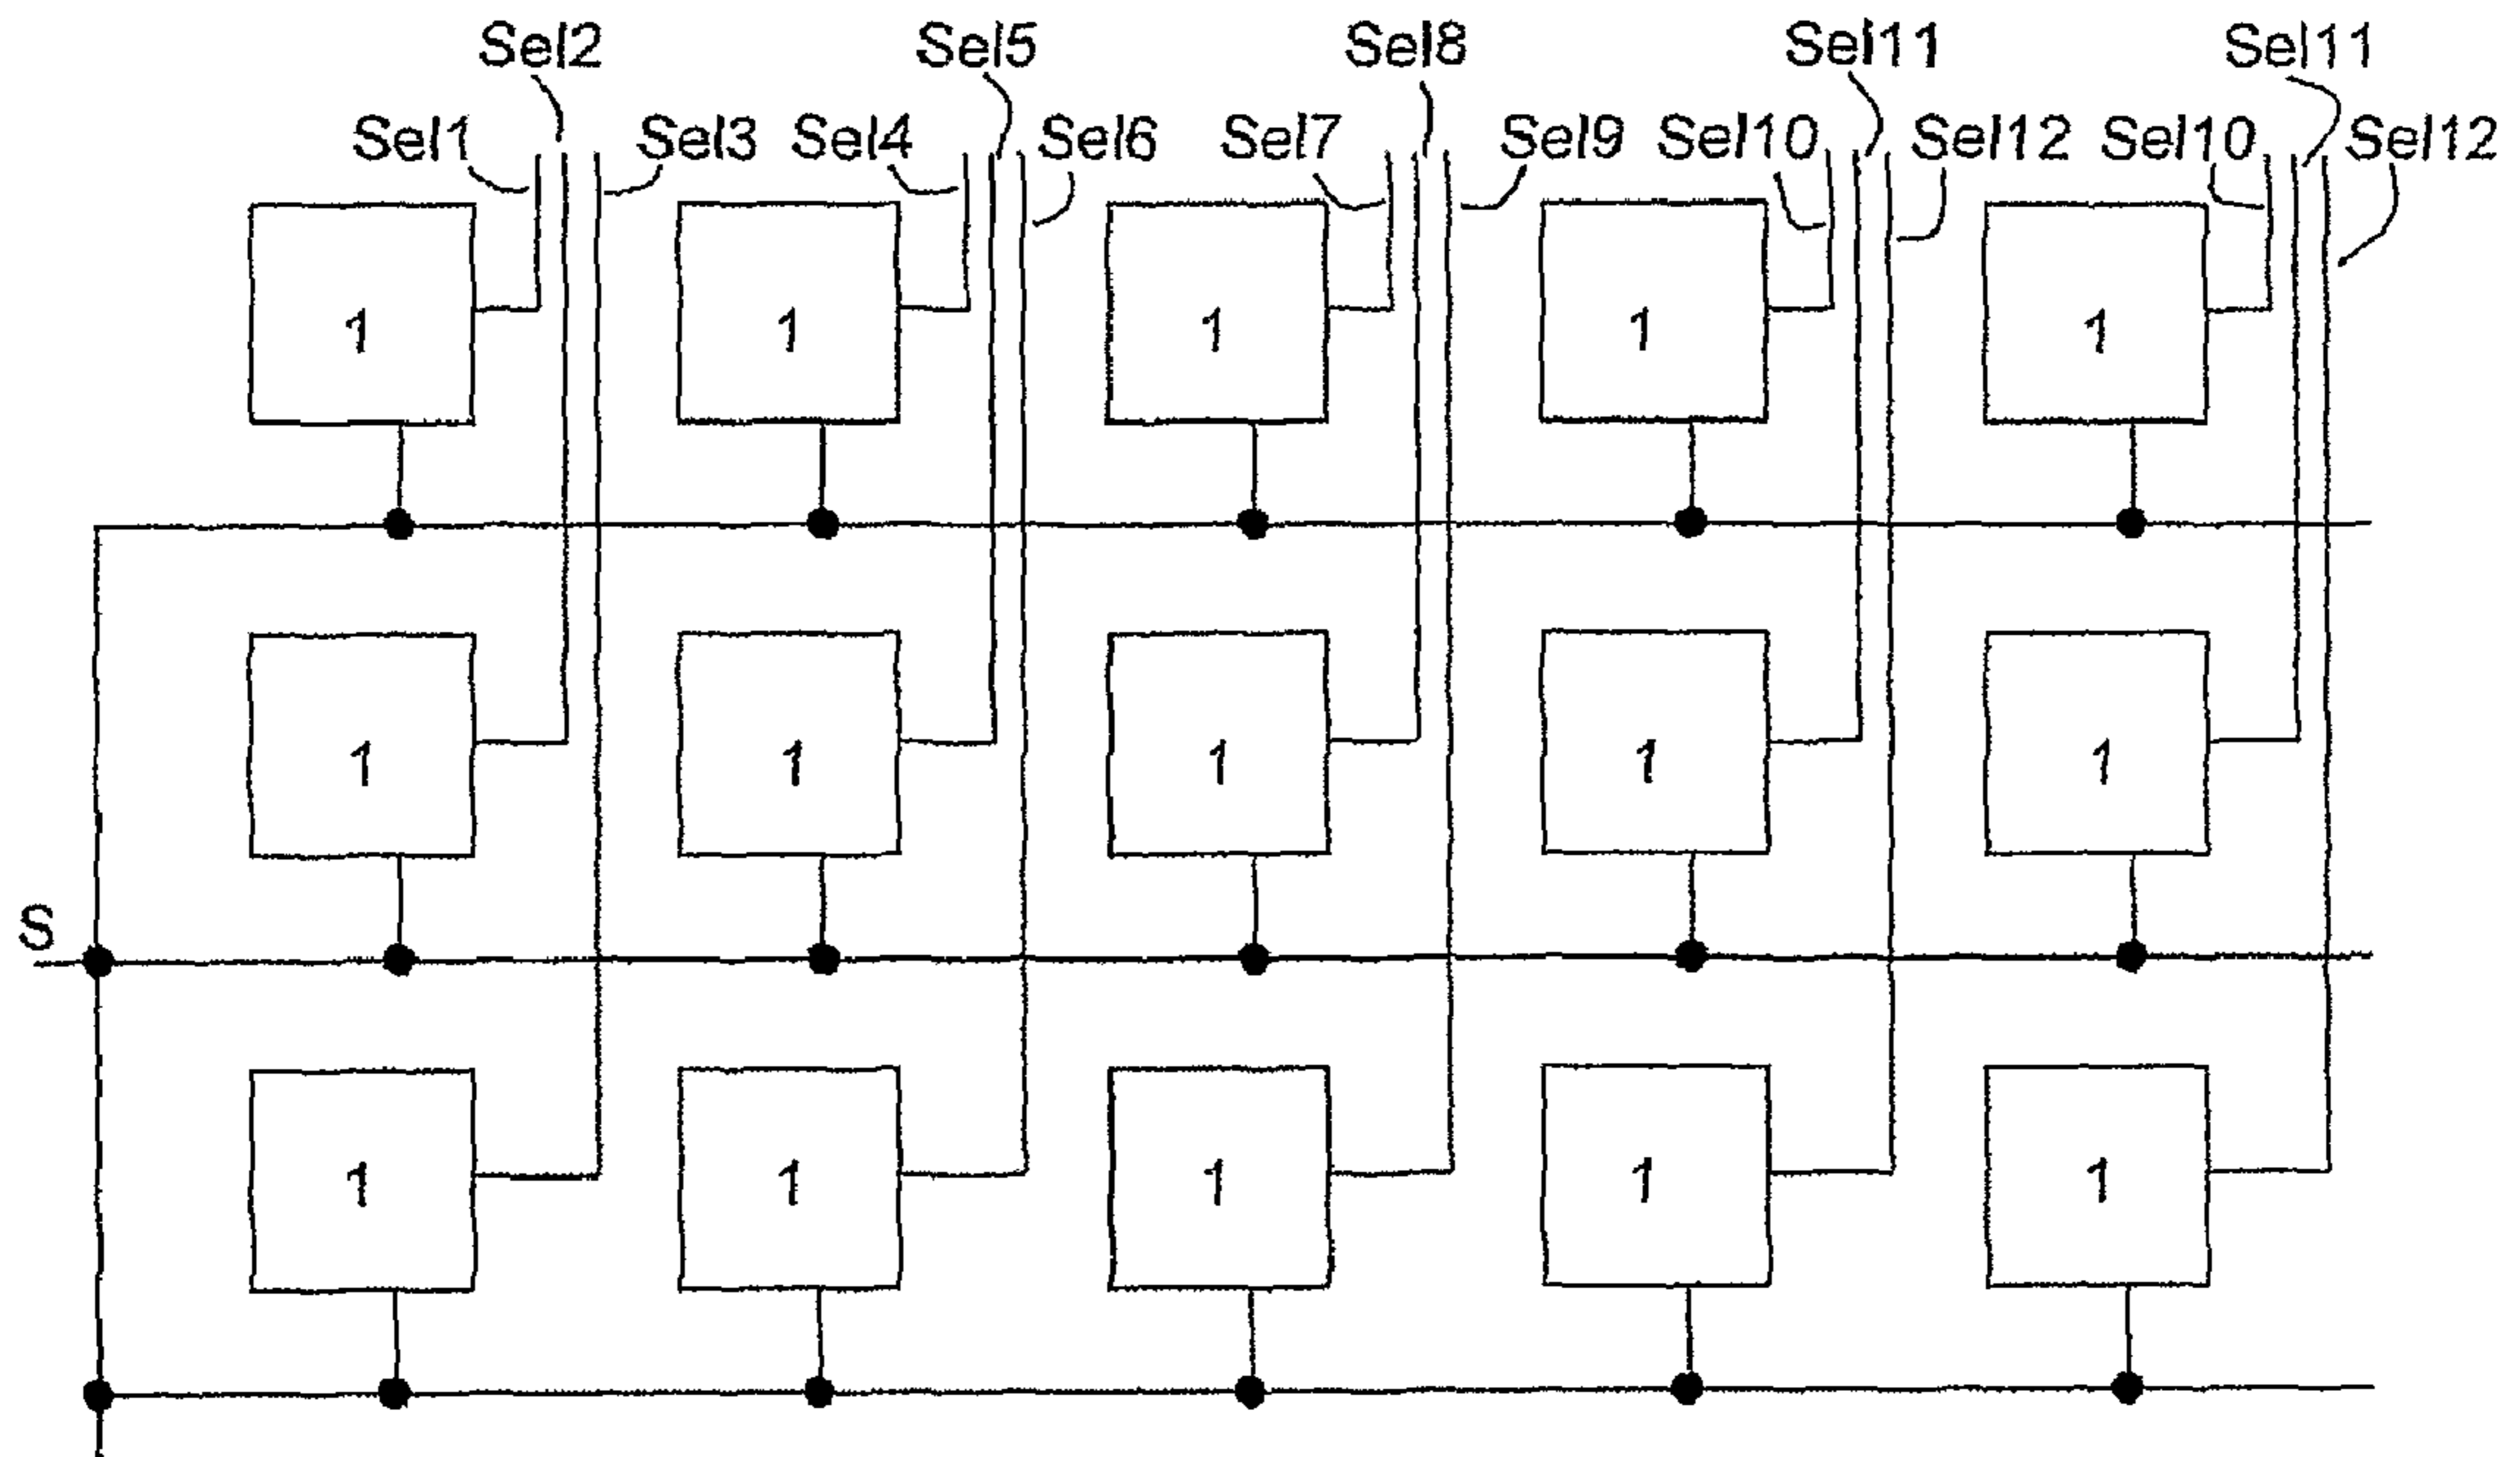 Sel2 Sel5 Sel8 Sel11 Sel11
Sel1 Sel3 Sel4 Sel6 Sel7 Sel9 Sel10 Sel12 Sel10 Sel12
1 1 1 1 1
1 1 1 1 1
S
1 1 1 1 1